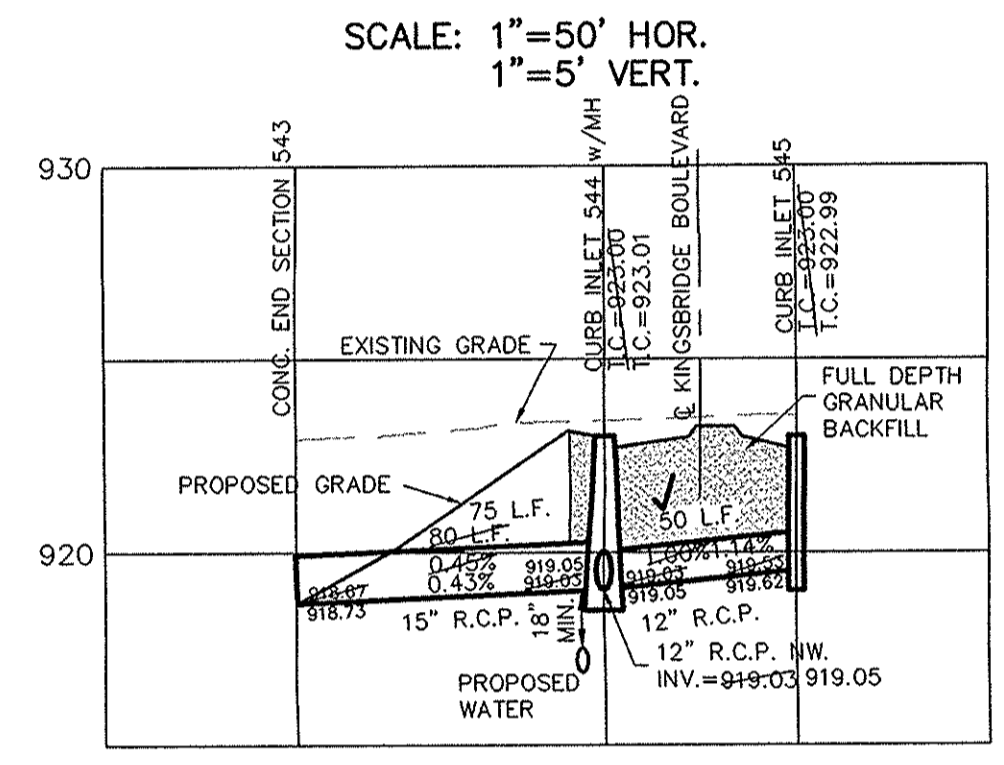 SCALE: 1"=50' HOR.
1"=5' VERT.
930
920
CONC. END SECTION 543
CURB INLET 544 w/MH
T.C.=923.00
T.C.=923.01
℄ KINGSBRIDGE BOULEVARD
CURB INLET 545
T.C.=923.00
T.C.=922.99
EXISTING GRADE
FULL DEPTH
GRANULAR
BACKFILL
PROPOSED GRADE
75 L.F.
80 L.F.
0.45%
0.43%
918.67
918.73
919.05
919.03
15" R.C.P.
18"
MIN.
50 L.F.
1.00% 1.14%
919.03
919.05
919.53
919.62
12" R.C.P.
12" R.C.P. NW.
INV.=919.03 919.05
PROPOSED
WATER